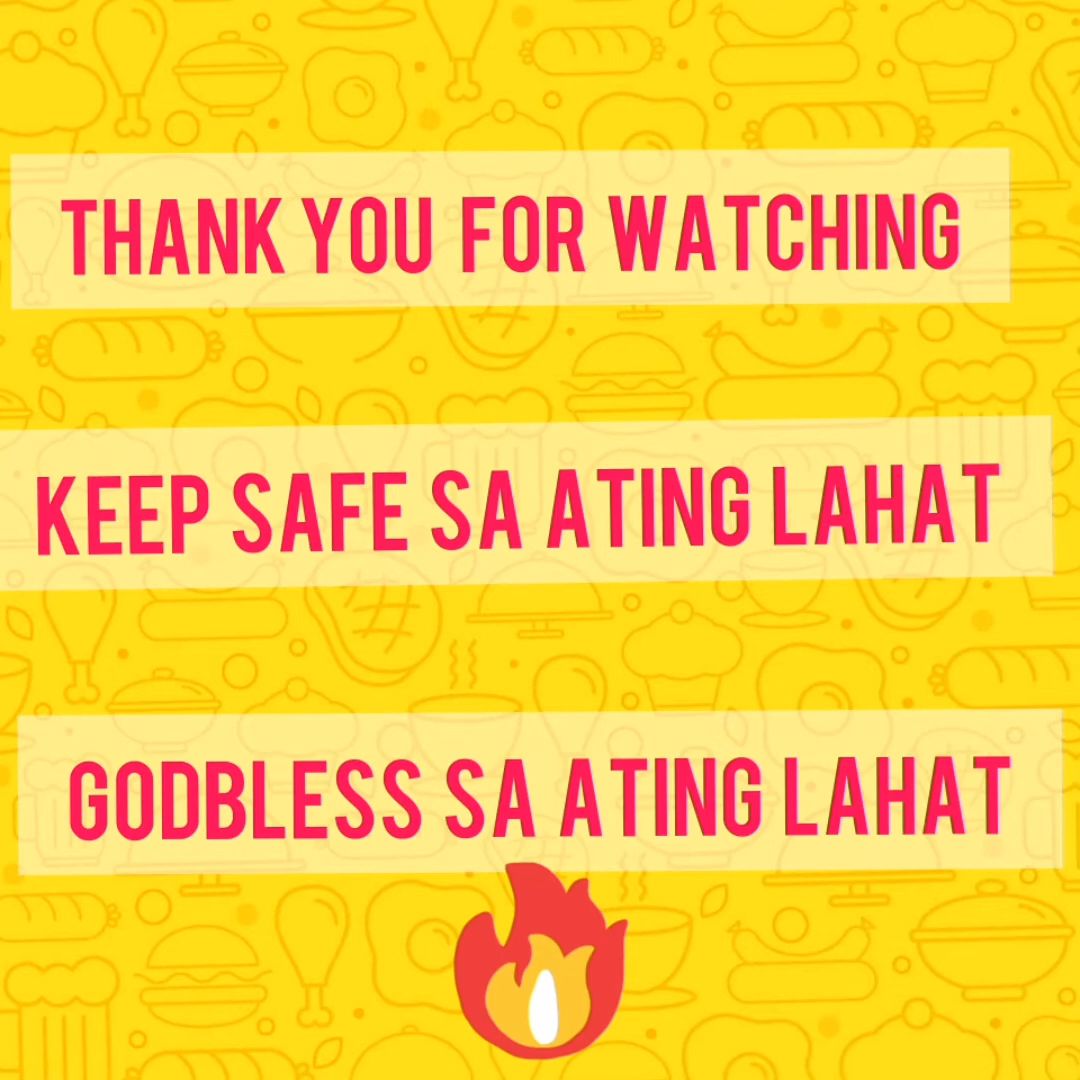 THANK YOU FOR WATCHING
KEEP SAFE SA ATING LAHAT
GODBLESS SA ATING LAHAT